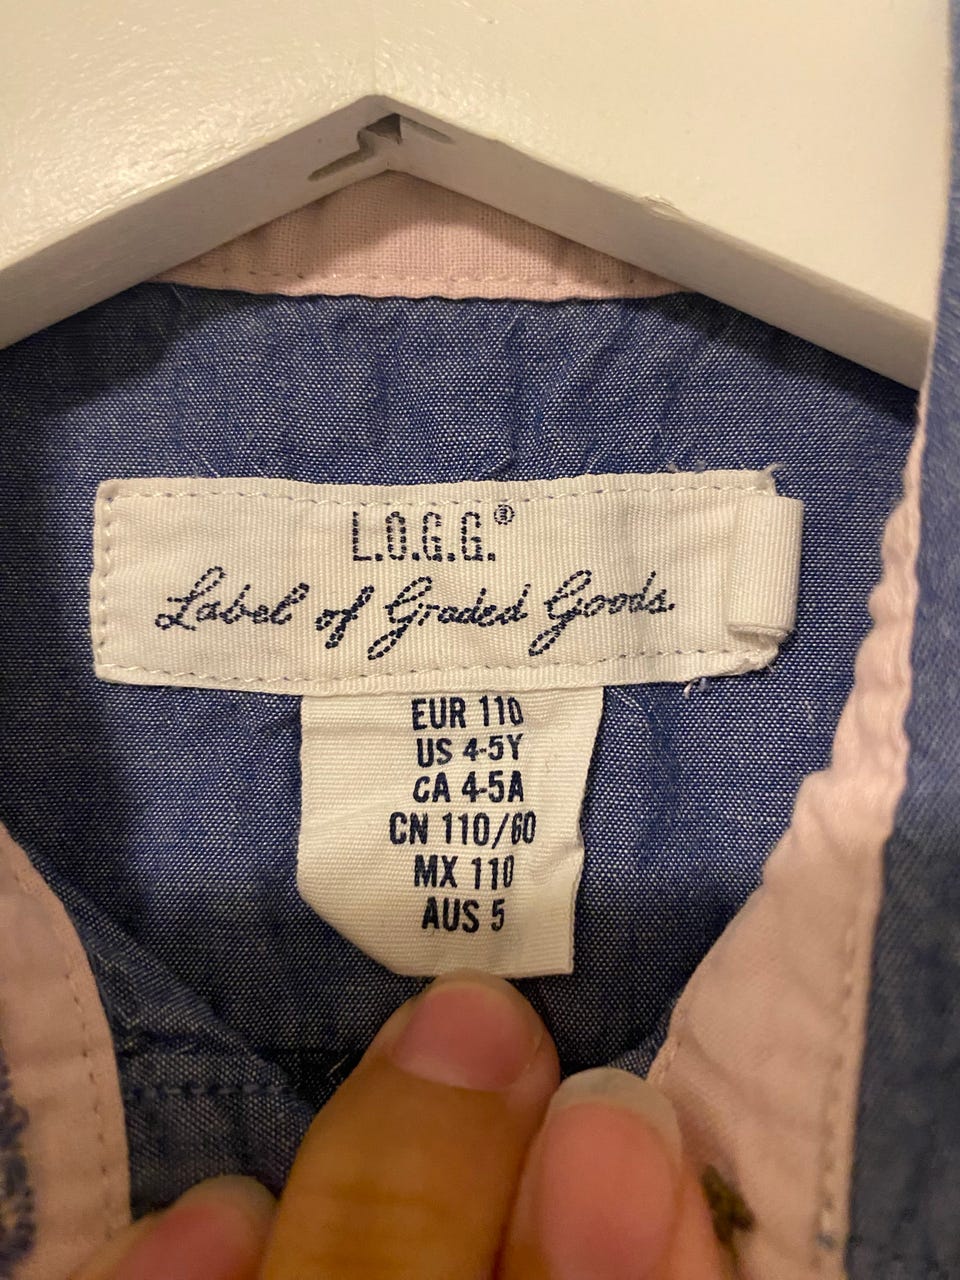 L.O.G.G.®
Label of Graded Goods.
EUR 110
US 4-5Y
CA 4-5A
CN 110/60
MX 110
AUS 5